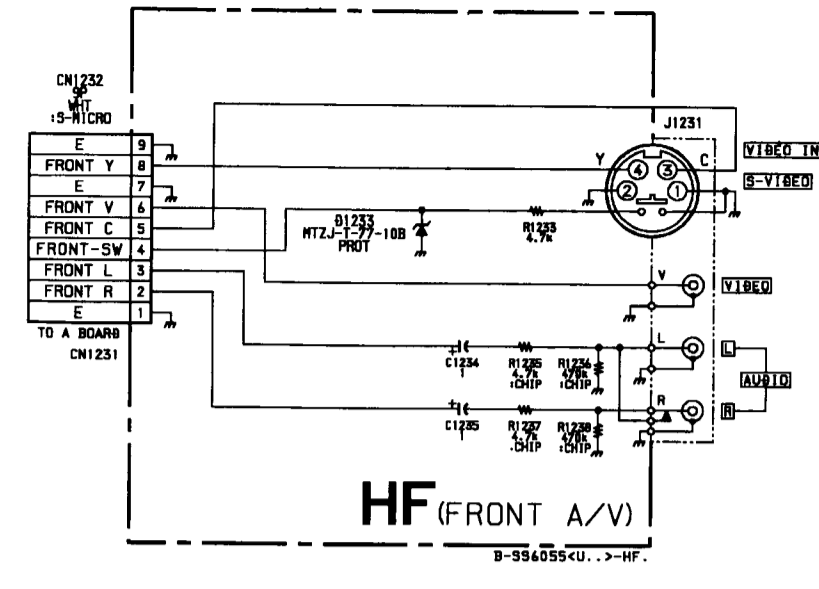 CN1232
9P
WHT
:S-MICRO
E 9
FRONT Y 8
E 7
FRONT V 6
FRONT C 5
FRONT-SW 4
FRONT L 3
FRONT R 2
E 1
TO A BOARD
CN1231
J1231
Y
C
4 3
2 1
VIDEO IN
S-VIDEO
D1233
MTZJ-T-77-10B
PROT
R1233
4.7k
V
VIDEO
C1234
1
R1235
4.7k
:CHIP
R1236
470k
:CHIP
L
L
AUDIO
C1235
1
R1237
4.7k
:CHIP
R1238
470k
:CHIP
R
R
HF (FRONT A/V)
B-SS6055<U..>-HF.